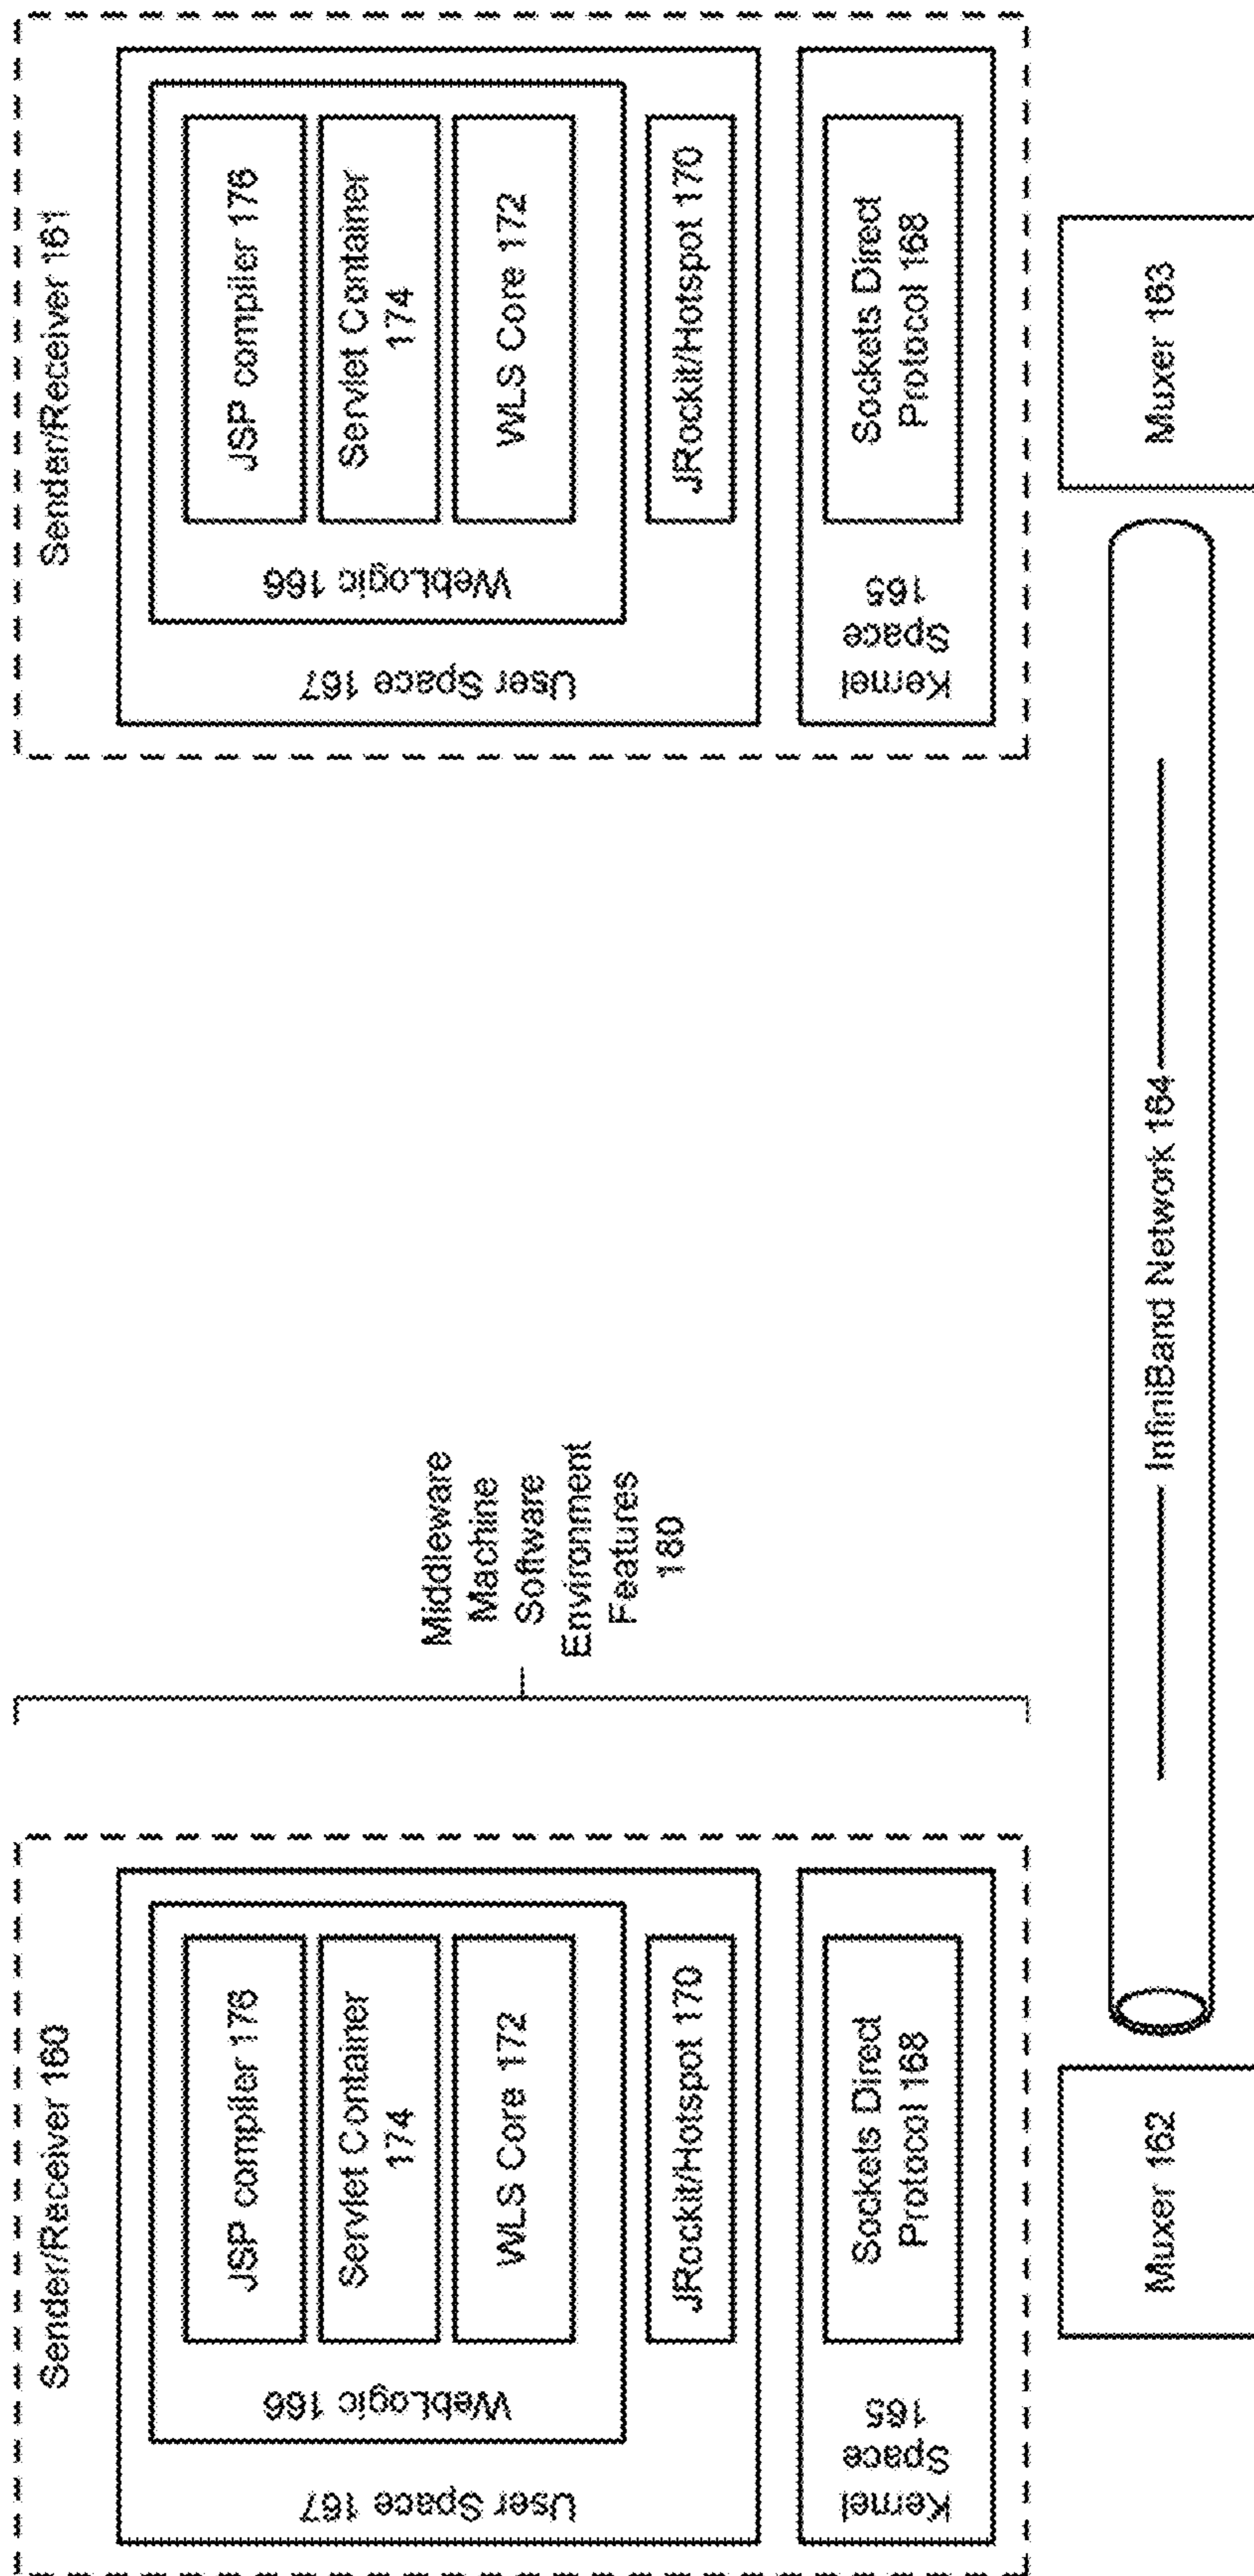 Sender/Receiver 160
User Space 167
WebLogic 166
JSP compiler 176
Servlet Container
174
WLS Core 172
JRockit/Hotspot 170
Kernel
Space
165
Sockets Direct
Protocol 168
Muxer 162
Middleware
Machine
Software
Environment
Features
180
InfiniBand Network 164
Sender/Receiver 161
User Space 167
WebLogic 166
JSP compiler 176
Servlet Container
174
WLS Core 172
JRockit/Hotspot 170
Kernel
Space
165
Sockets Direct
Protocol 168
Muxer 163